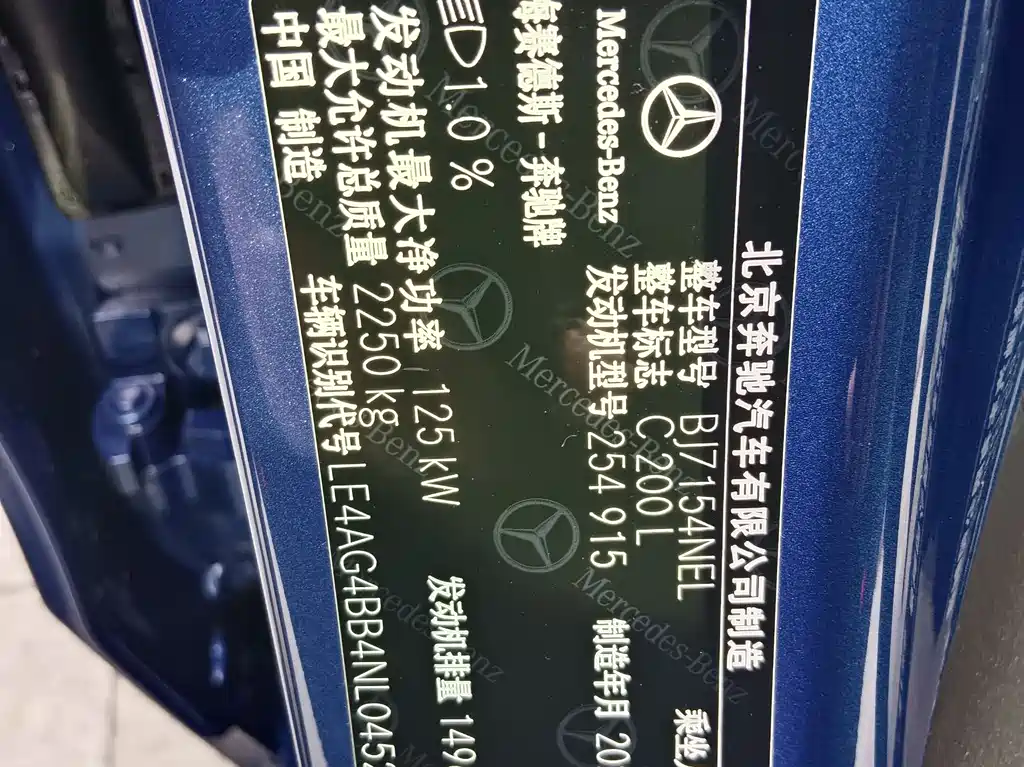 北京奔驰汽车有限公司制造
Mercedes-Benz
整车型号 BJ7154NEL
整车标志 C 200 L
发动机型号 254 915
制造年月 20
梅赛德斯-奔驰牌
10%
发动机最大净功率 125 kW
发动机排量 149
最大允许总质量 2250 kg
中国 制造
车辆识别代号 LE4AG4BB4NL045